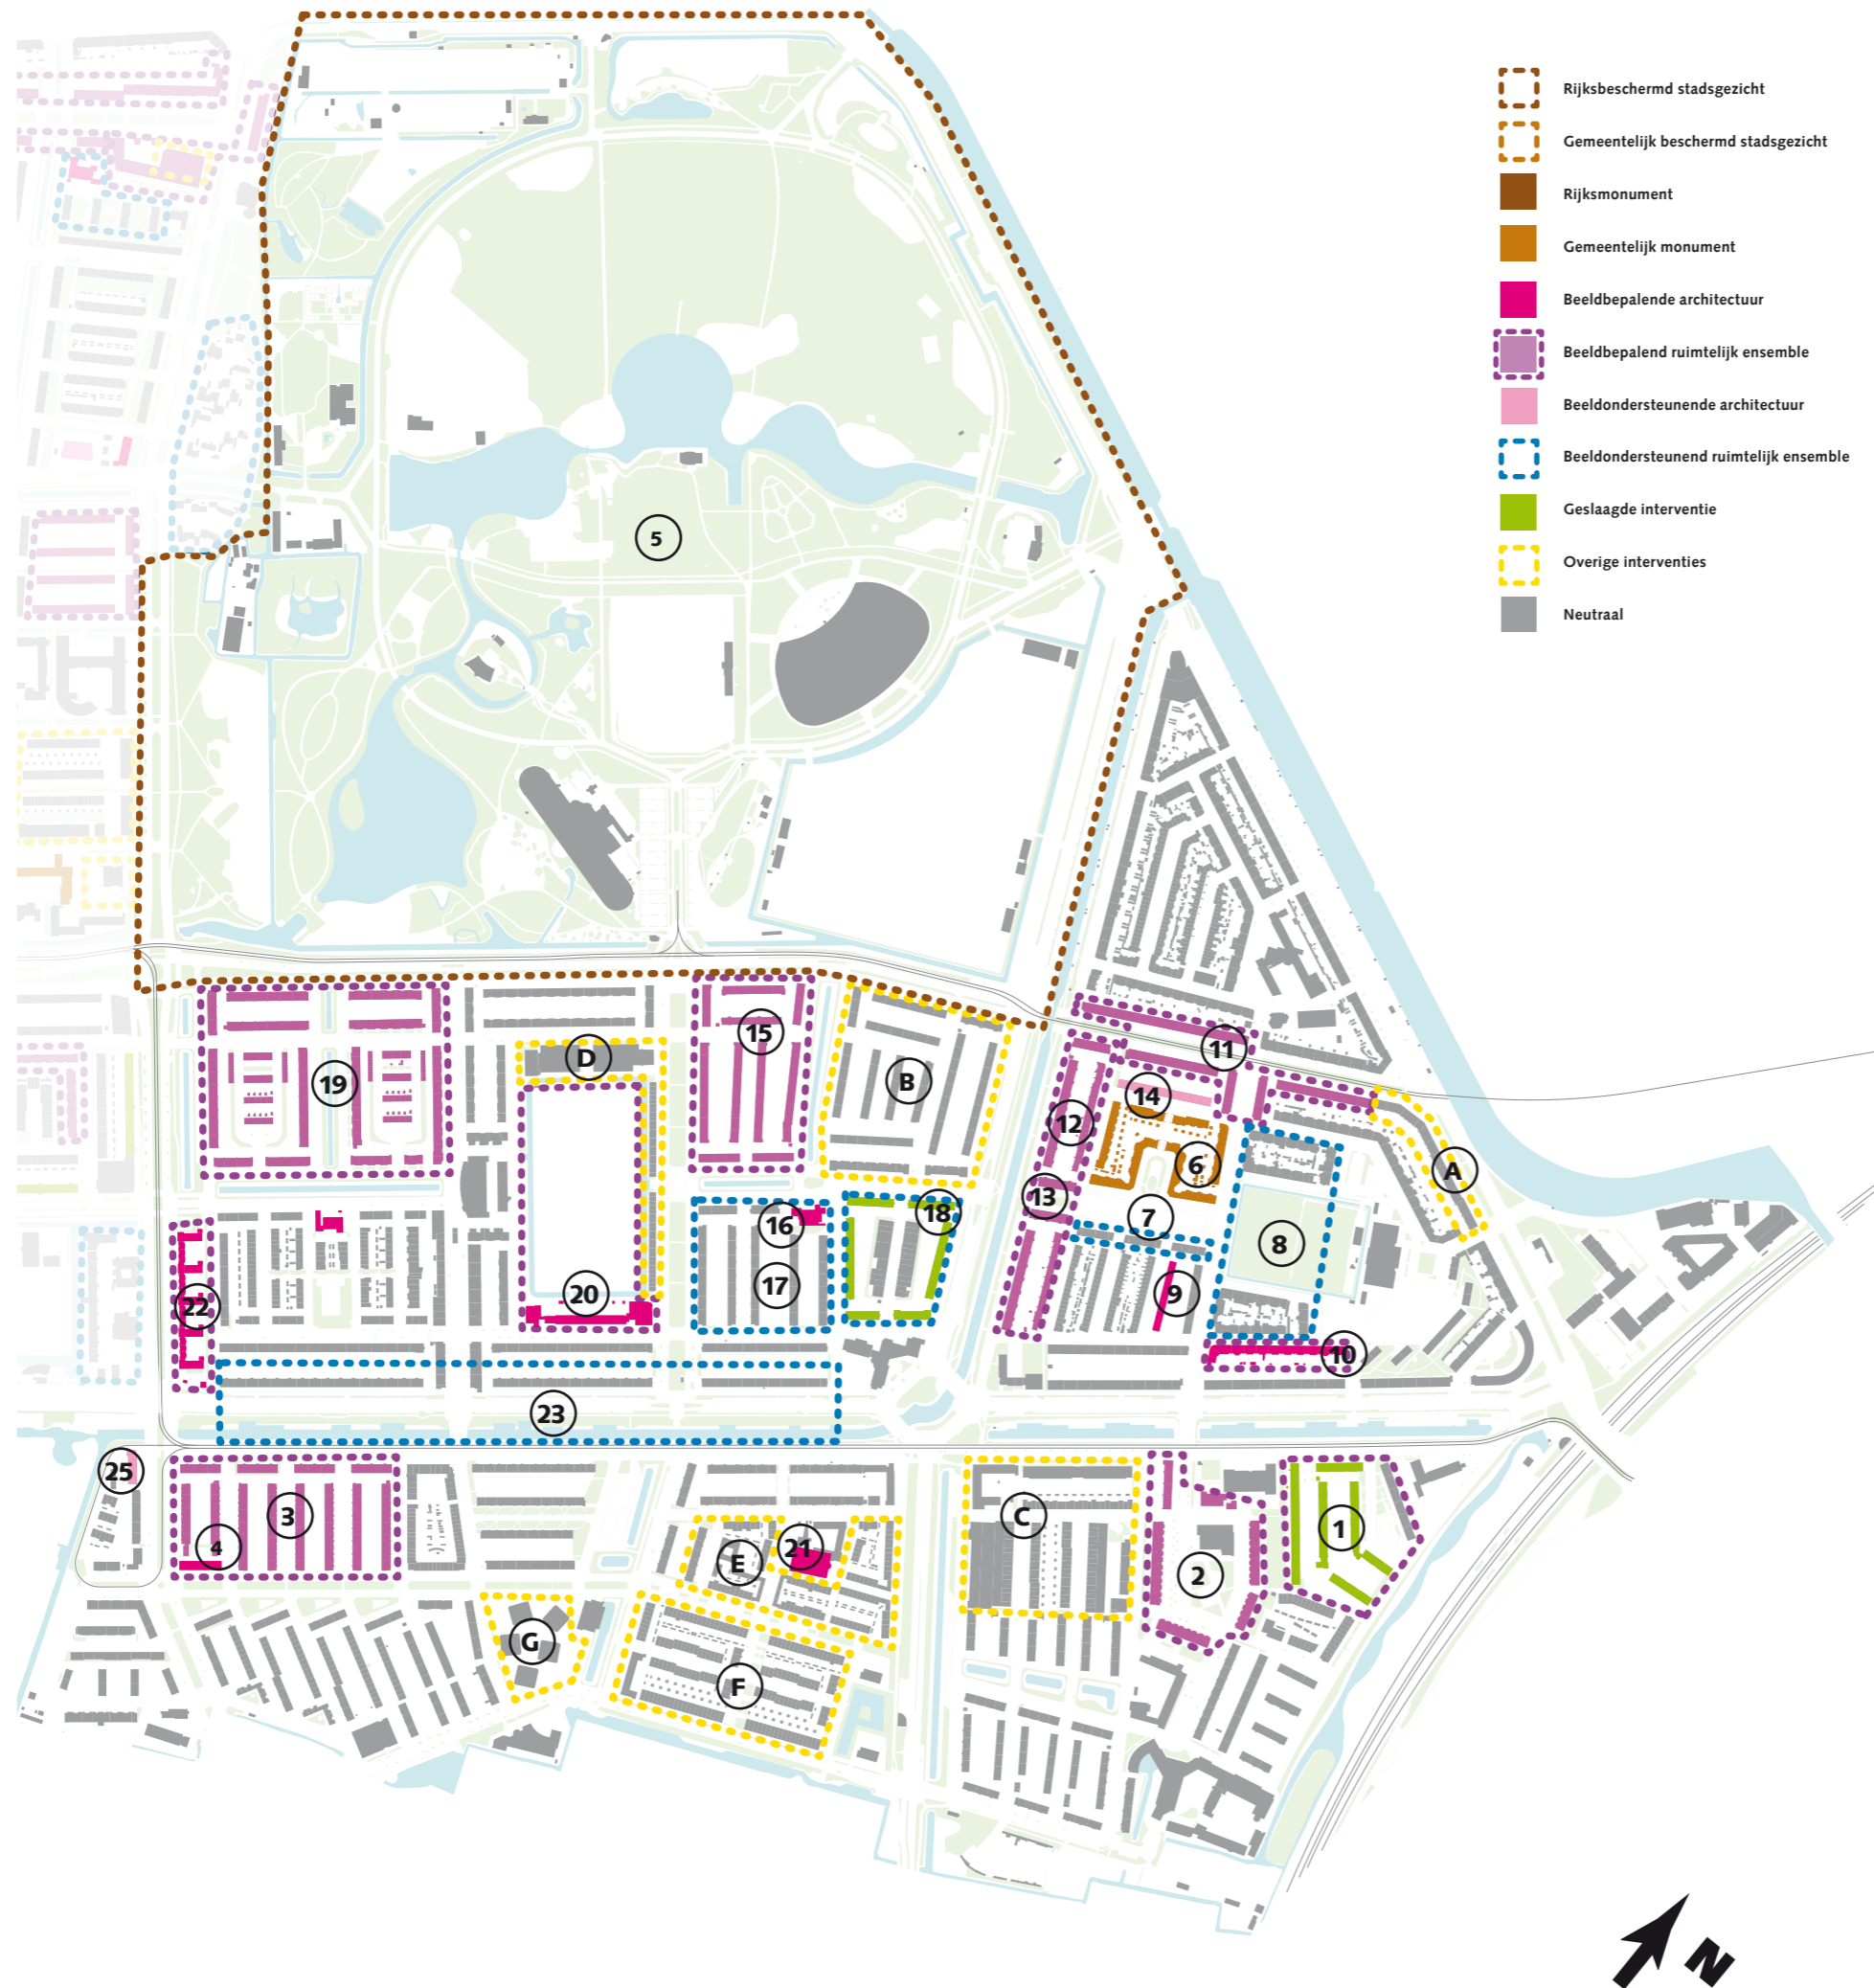 Rijksbeschermd stadsgezicht
Gemeentelijk beschermd stadsgezicht
Rijksmonument
Gemeentelijk monument
Beeldbepalende architectuur
Beeldbepalend ruimtelijk ensemble
Beeldondersteunende architectuur
Beeldondersteunend ruimtelijk ensemble
Geslaagde interventie
Overige interventies
Neutraal
5
15
11
D
19
B
14
12
6
A
13
18
7
16
8
17
20
9
22
10
23
25
3
C
1
4
21
E
2
G
F
N